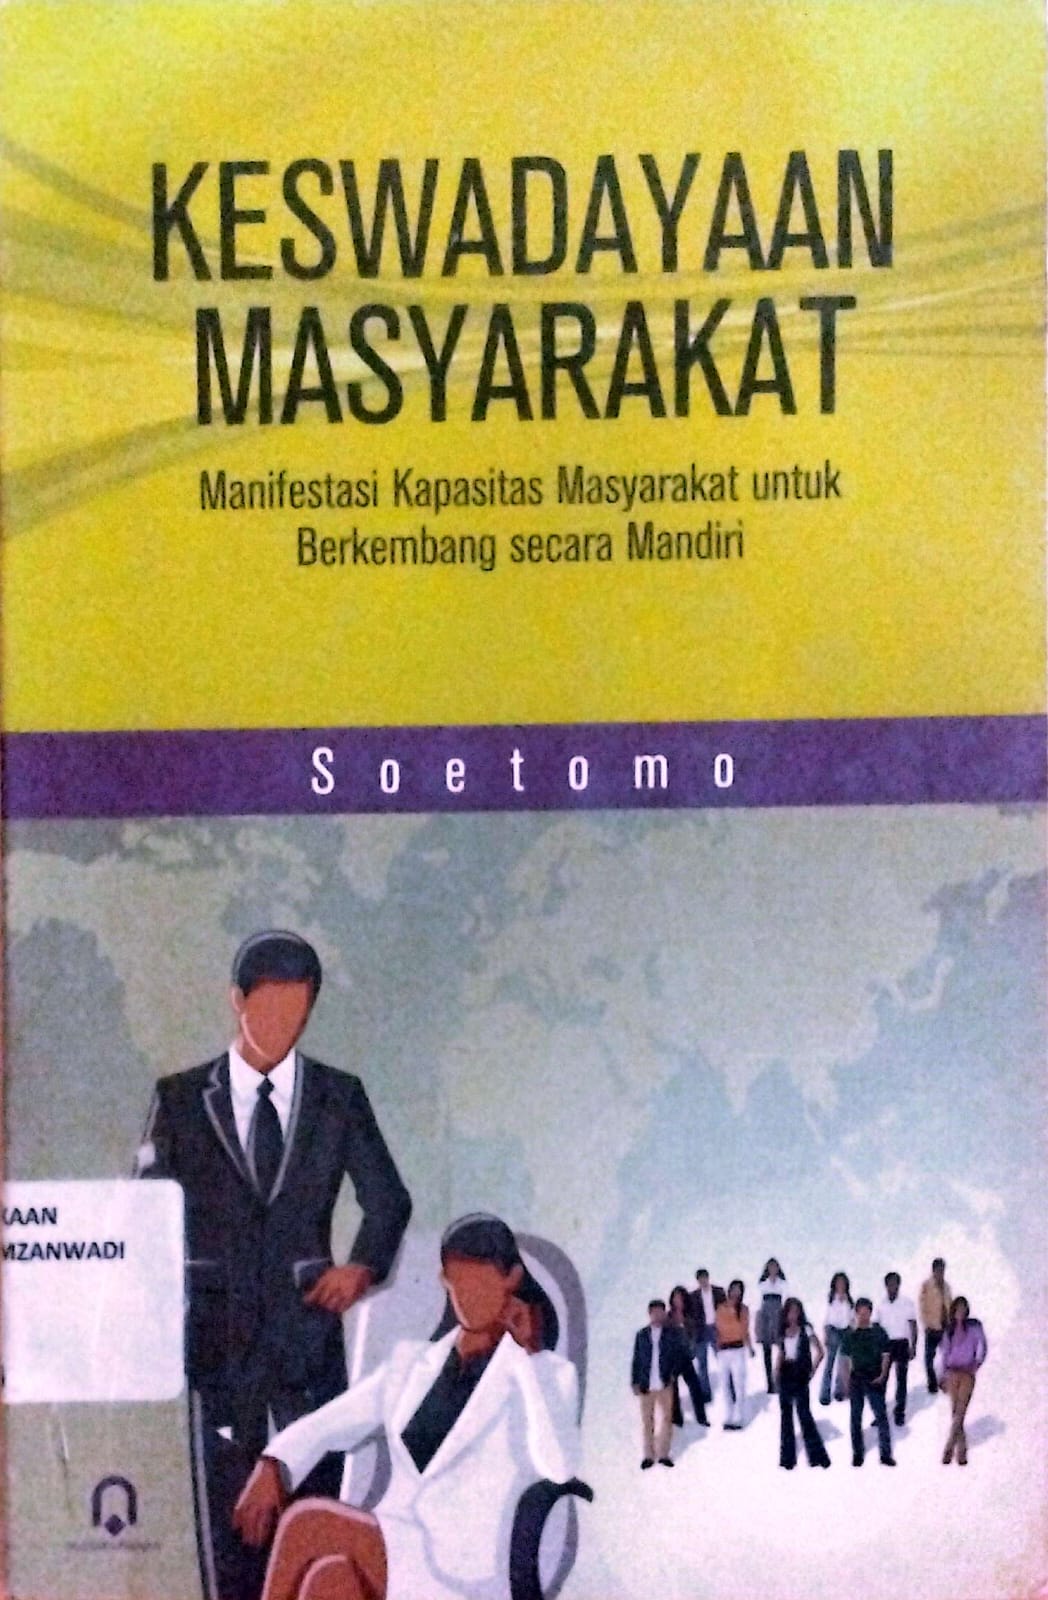 KESWADAYAAN
MASYARAKAT
Manifestasi Kapasitas Masyarakat untuk
Berkembang secara Mandiri
Soetomo
KAAN
MZANWADI